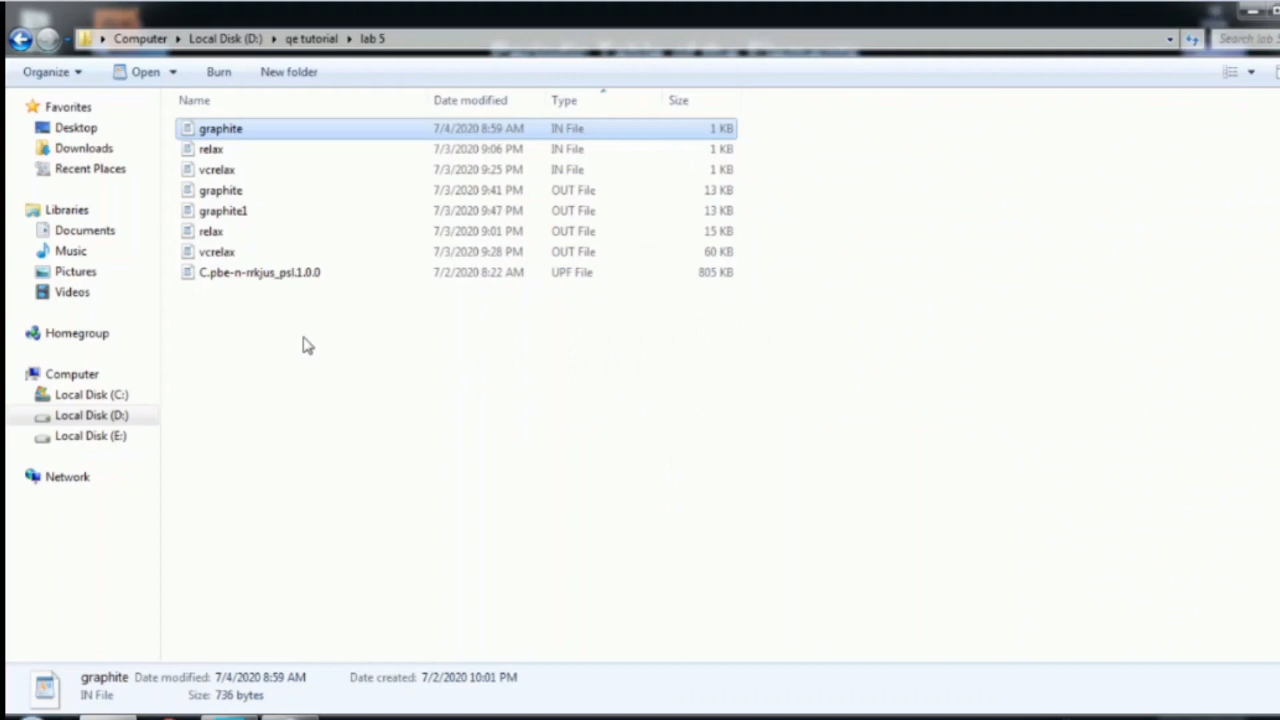 Computer Local Disk (D:) qe tutorial lab 5 Search lab 5
Organize Open Burn New folder
Name Date modified Type Size
graphite 7/4/2020 8:59 AM IN File 1 KB
relax 7/3/2020 9:06 PM IN File 1 KB
vcrelax 7/3/2020 9:25 PM IN File 1 KB
graphite 7/3/2020 9:41 PM OUT File 13 KB
graphite1 7/3/2020 9:47 PM OUT File 13 KB
relax 7/3/2020 9:01 PM OUT File 15 KB
vcrelax 7/3/2020 9:28 PM OUT File 60 KB
C.pbe-n-rrkjus_psl.1.0.0 7/2/2020 8:22 AM UPF File 805 KB
Favorites
Desktop
Downloads
Recent Places
Libraries
Documents
Music
Pictures
Videos
Homegroup
Computer
Local Disk (C:)
Local Disk (D:)
Local Disk (E:)
Network
graphite Date modified: 7/4/2020 8:59 AM Date created: 7/2/2020 10:01 PM
IN File Size: 736 bytes